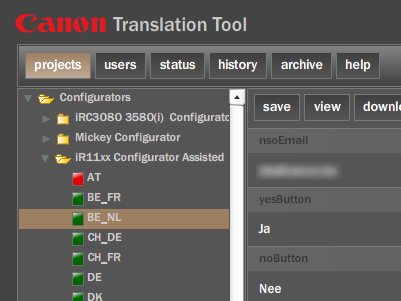 Canon Translation Tool
projects users status history archive help
Configurators
iRC3080 3580(i) Configurato
Mickey Configurator
iR11xx Configurator Assisted
AT
BE_FR
BE_NL
CH_DE
CH_FR
DE
DK
save view downlo
nsoEmail
yesButton
Ja
noButton
Nee